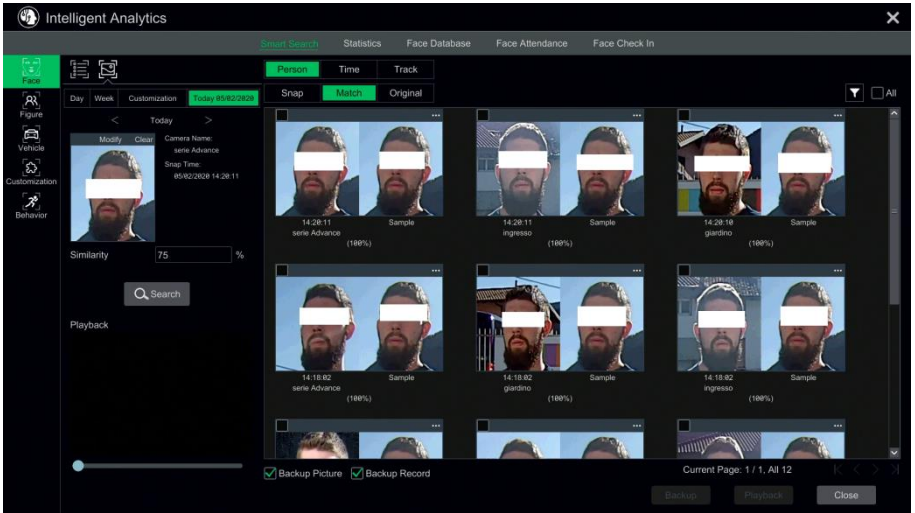 Intelligent Analytics
Smart Search Statistics Face Database Face Attendance Face Check In
Face
Figure
Vehicle
Customization
Behavior
Day Week Customization Today 05/02/2020
< Today >
Modify Clear
Camera Name:
serie Advance
Snap Time:
05/02/2020 14:20:11
Similarity 75 %
Search
Playback
Person Time Track
Snap Match Original
All
14:20:11 Sample
serie Advance
(100%)
14:20:11 Sample
ingresso
(100%)
14:20:10 Sample
giardino
(100%)
14:18:02 Sample
serie Advance
(100%)
14:18:02 Sample
giardino
(100%)
14:18:02 Sample
ingresso
(100%)
Backup Picture Backup Record
Current Page: 1 / 1, All 12
Backup Playback Close